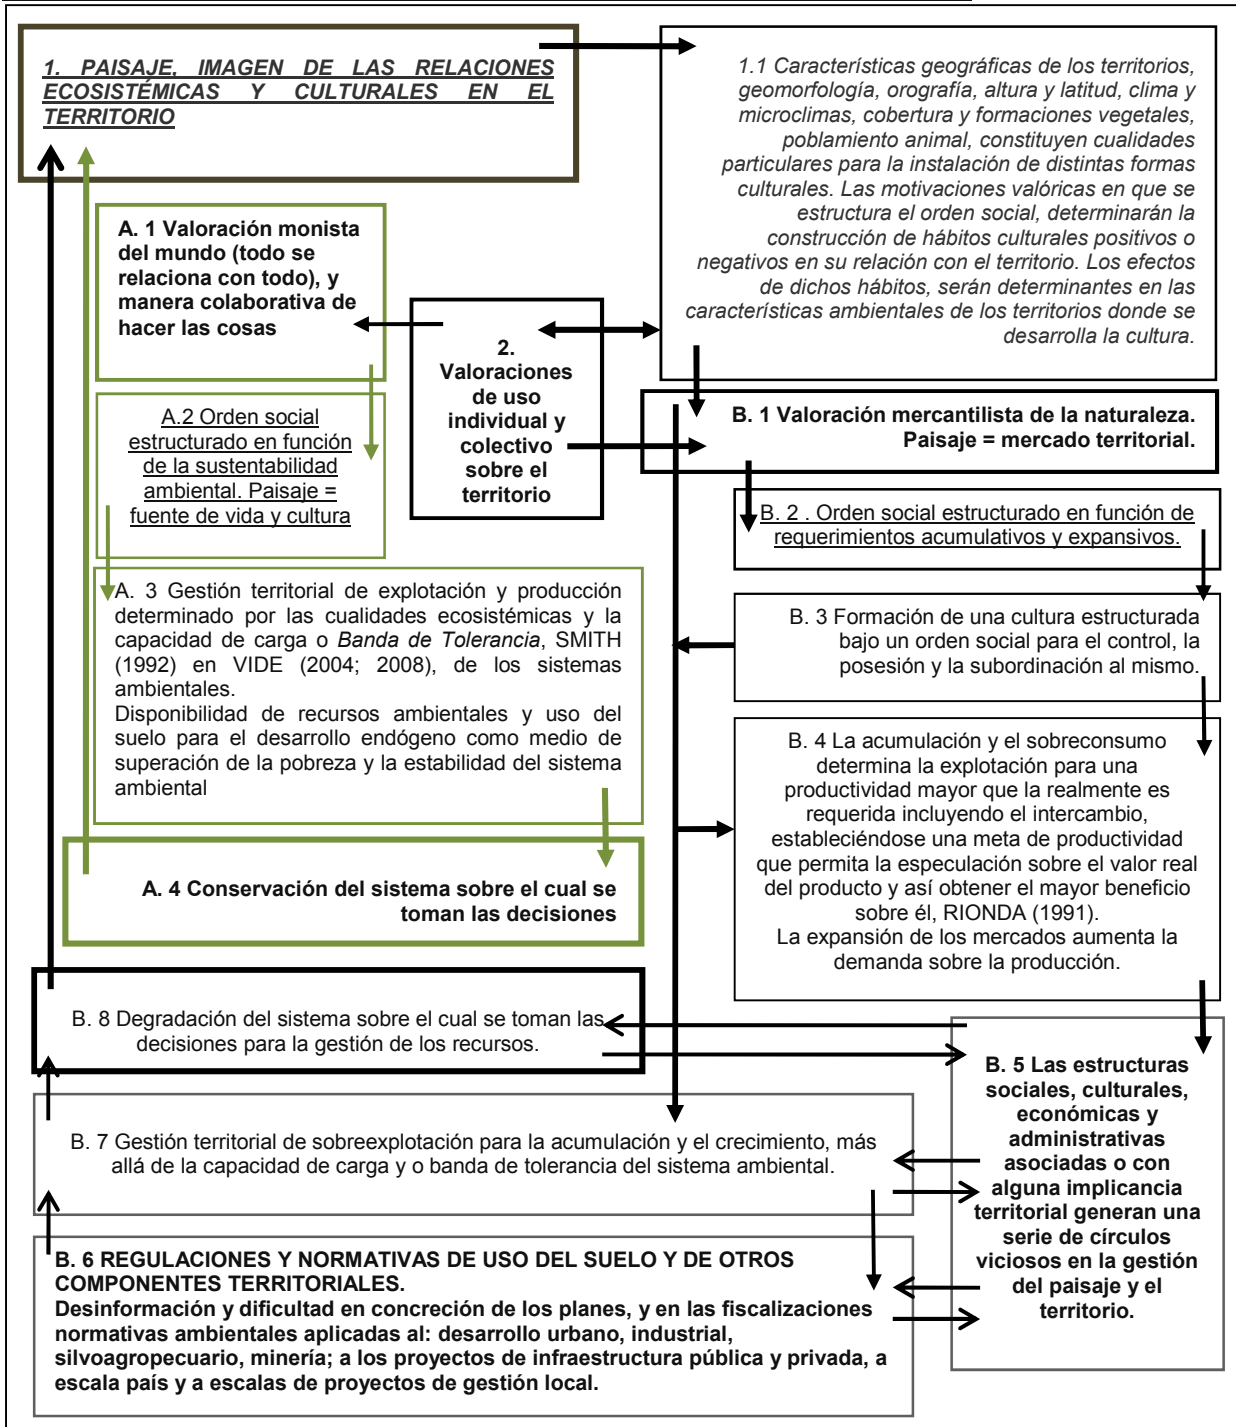 1. PAISAJE, IMAGEN DE LAS RELACIONES
ECOSISTÉMICAS Y CULTURALES EN EL
TERRITORIO
1.1 Características geográficas de los territorios,
geomorfología, orografía, altura y latitud, clima y
microclimas, cobertura y formaciones vegetales,
poblamiento animal, constituyen cualidades
particulares para la instalación de distintas formas
culturales. Las motivaciones valóricas en que se
estructura el orden social, determinarán la
construcción de hábitos culturales positivos o
negativos en su relación con el territorio. Los efectos
de dichos hábitos, serán determinantes en las
características ambientales de los territorios donde se
desarrolla la cultura.
A. 1 Valoración monista
del mundo (todo se
relaciona con todo), y
manera colaborativa de
hacer las cosas
2.
Valoraciones
de uso
individual y
colectivo
sobre el
territorio
B. 1 Valoración mercantilista de la naturaleza.
Paisaje = mercado territorial.
A.2 Orden social
estructurado en función
de la sustentabilidad
ambiental. Paisaje =
fuente de vida y cultura
B. 2 . Orden social estructurado en función de
requerimientos acumulativos y expansivos.
A. 3 Gestión territorial de explotación y producción
determinado por las cualidades ecosistémicas y la
capacidad de carga o Banda de Tolerancia, SMITH
(1992) en VIDE (2004; 2008), de los sistemas
ambientales.
Disponibilidad de recursos ambientales y uso del
suelo para el desarrollo endógeno como medio de
superación de la pobreza y la estabilidad del sistema
ambiental
B. 3 Formación de una cultura estructurada
bajo un orden social para el control, la
posesión y la subordinación al mismo.
B. 4 La acumulación y el sobreconsumo
determina la explotación para una
productividad mayor que la realmente es
requerida incluyendo el intercambio,
estableciéndose una meta de productividad
que permita la especulación sobre el valor real
del producto y así obtener el mayor beneficio
sobre él, RIONDA (1991).
La expansión de los mercados aumenta la
demanda sobre la producción.
A. 4 Conservación del sistema sobre el cual se
toman las decisiones
B. 8 Degradación del sistema sobre el cual se toman las
decisiones para la gestión de los recursos.
B. 5 Las estructuras
sociales, culturales,
económicas y
administrativas
asociadas o con
alguna implicancia
territorial generan una
serie de círculos
viciosos en la gestión
del paisaje y el
territorio.
B. 7 Gestión territorial de sobreexplotación para la acumulación y el crecimiento, más
allá de la capacidad de carga y o banda de tolerancia del sistema ambiental.
B. 6 REGULACIONES Y NORMATIVAS DE USO DEL SUELO Y DE OTROS
COMPONENTES TERRITORIALES.
Desinformación y dificultad en concreción de los planes, y en las fiscalizaciones
normativas ambientales aplicadas al: desarrollo urbano, industrial,
silvoagropecuario, minería; a los proyectos de infraestructura pública y privada, a
escala país y a escalas de proyectos de gestión local.